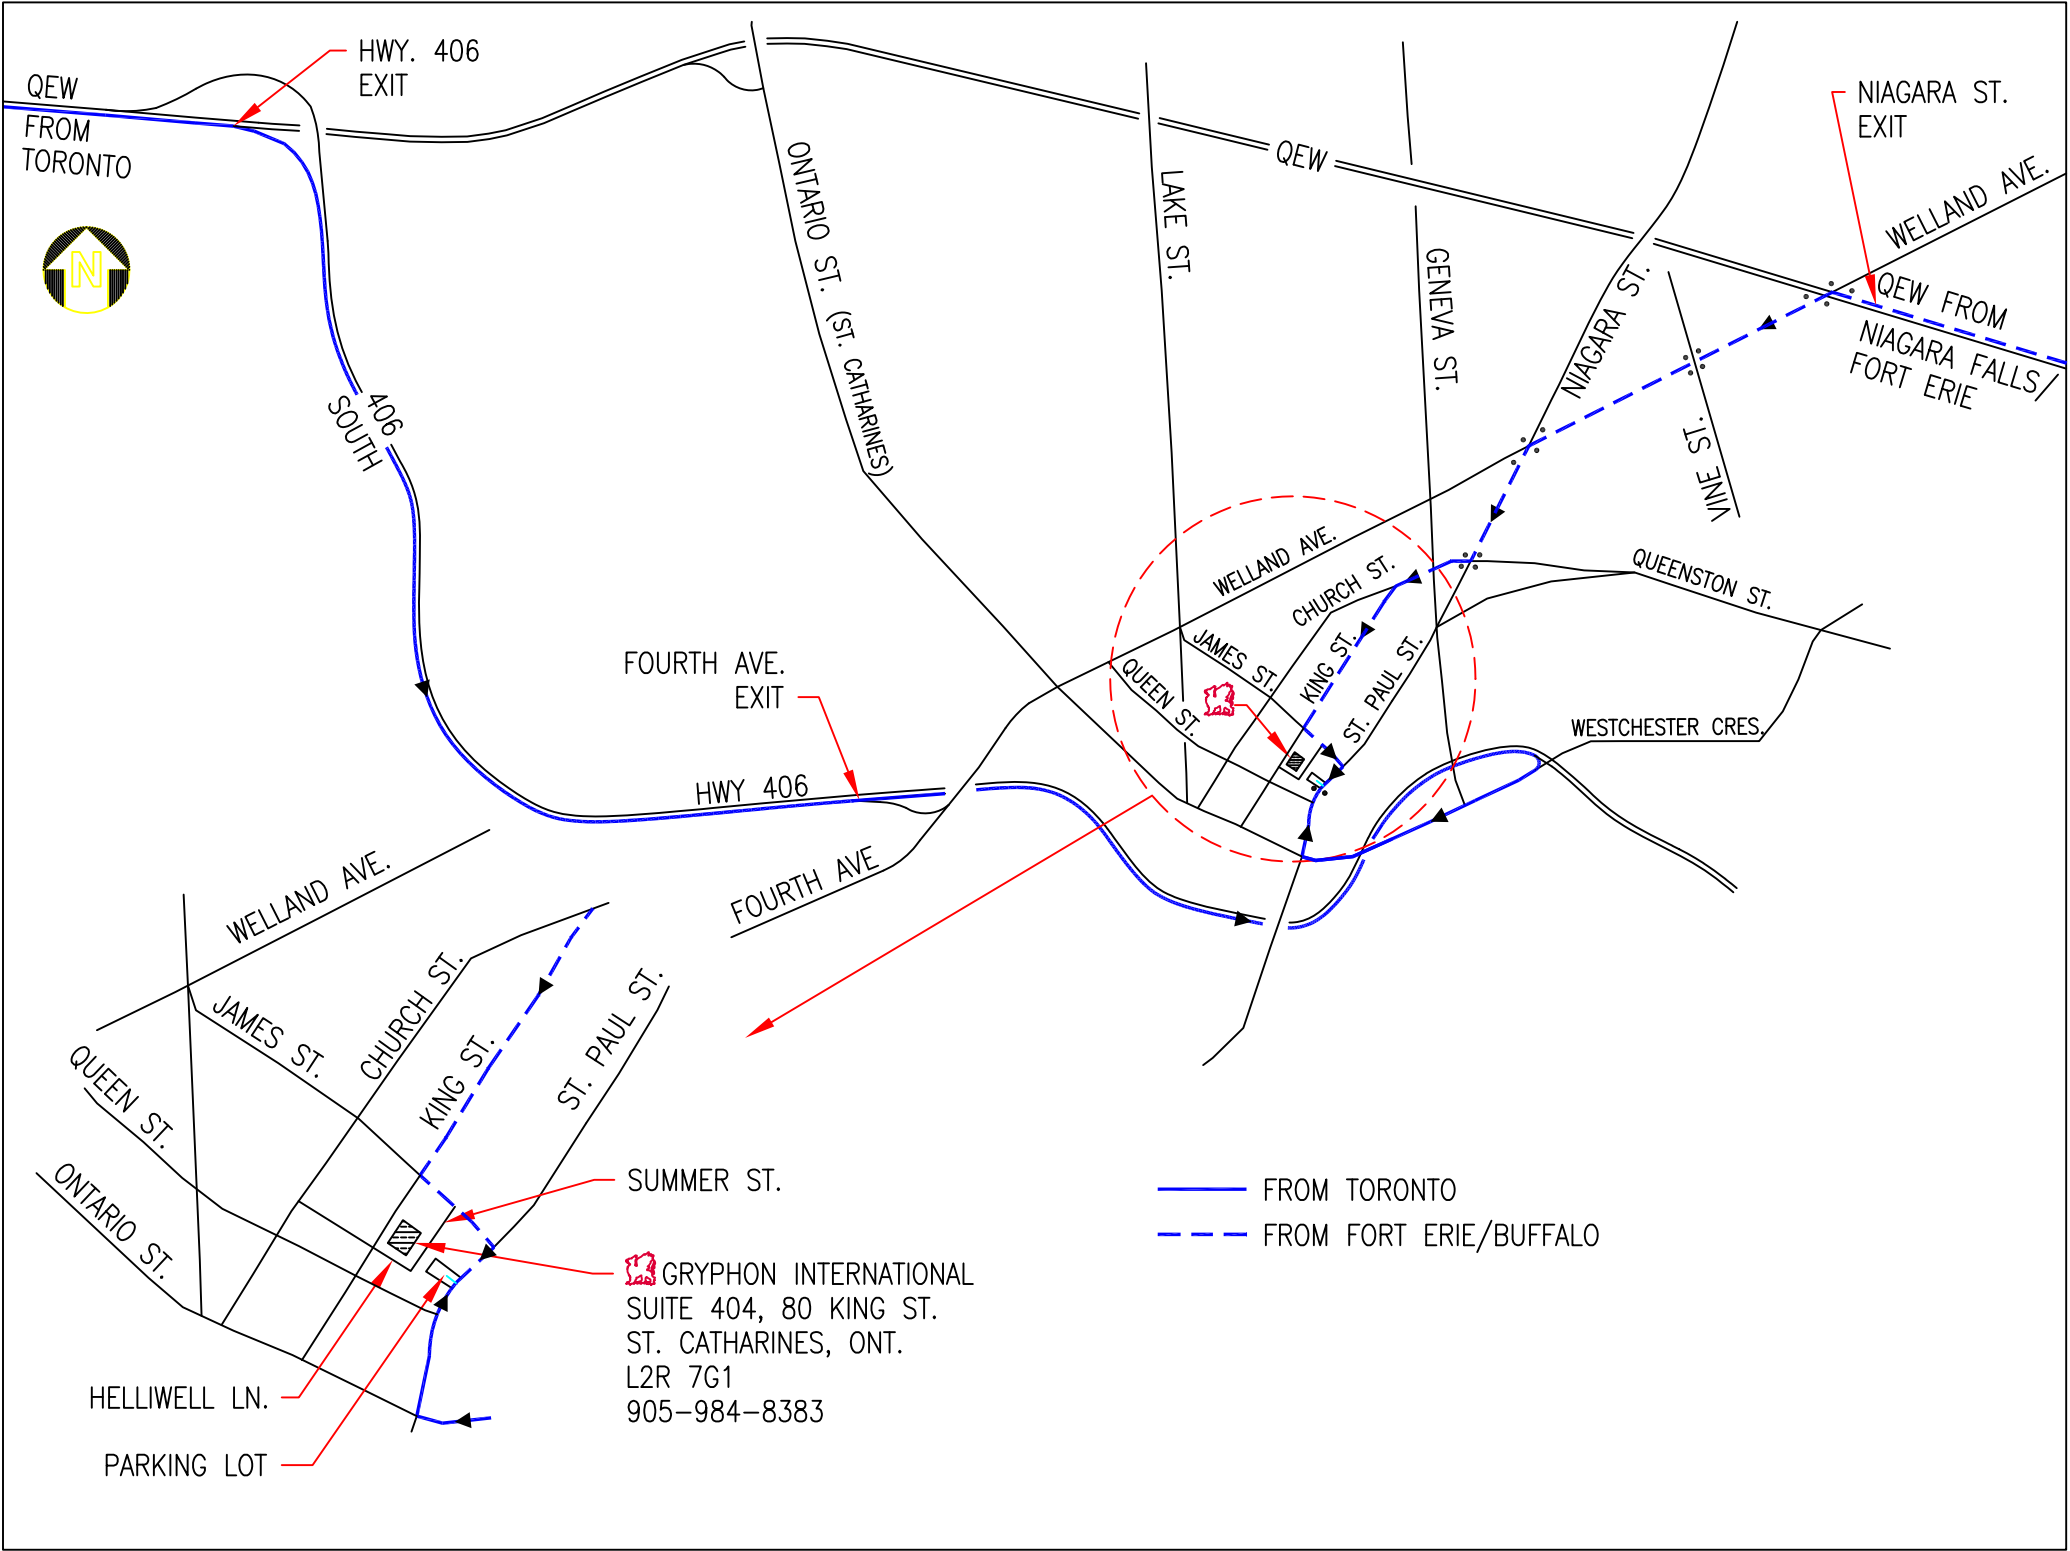 HWY. 406
EXIT
QEW
FROM
TORONTO
N
NIAGARA ST.
EXIT
WELLAND AVE.
QEW
ONTARIO ST. (ST. CATHARINES)
LAKE ST.
GENEVA ST.
NIAGARA ST.
QEW FROM
NIAGARA FALLS/
FORT ERIE
VINE ST.
406
SOUTH
WELLAND AVE.
CHURCH ST.
QUEENSTON ST.
JAMES ST.
KING ST.
QUEEN ST.
ST. PAUL ST.
WESTCHESTER CRES.
FOURTH AVE.
EXIT
HWY 406
FOURTH AVE
WELLAND AVE.
CHURCH ST.
JAMES ST.
KING ST.
ST. PAUL ST.
QUEEN ST.
ONTARIO ST.
SUMMER ST.
GRYPHON INTERNATIONAL
SUITE 404, 80 KING ST.
ST. CATHARINES, ONT.
L2R 7G1
905-984-8383
HELLIWELL LN.
PARKING LOT
FROM TORONTO
FROM FORT ERIE/BUFFALO